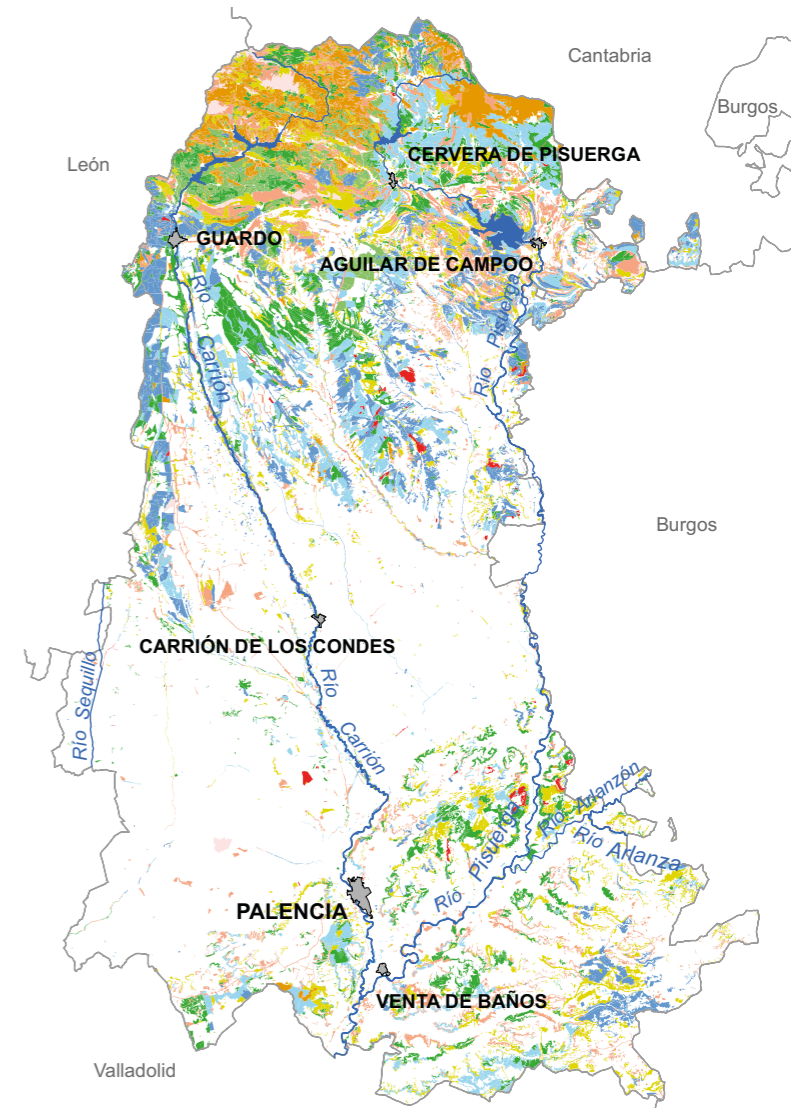 Cantabria
Burgos
León
CERVERA DE PISUERGA
GUARDO
AGUILAR DE CAMPOO
Río
Carrión
Río
Pisuerga
Burgos
CARRIÓN DE LOS CONDES
Río Sequillo
Río
Carrión
Río Arlanzón
Río Arlanza
Río
Pisuerga
PALENCIA
VENTA DE BAÑOS
Valladolid